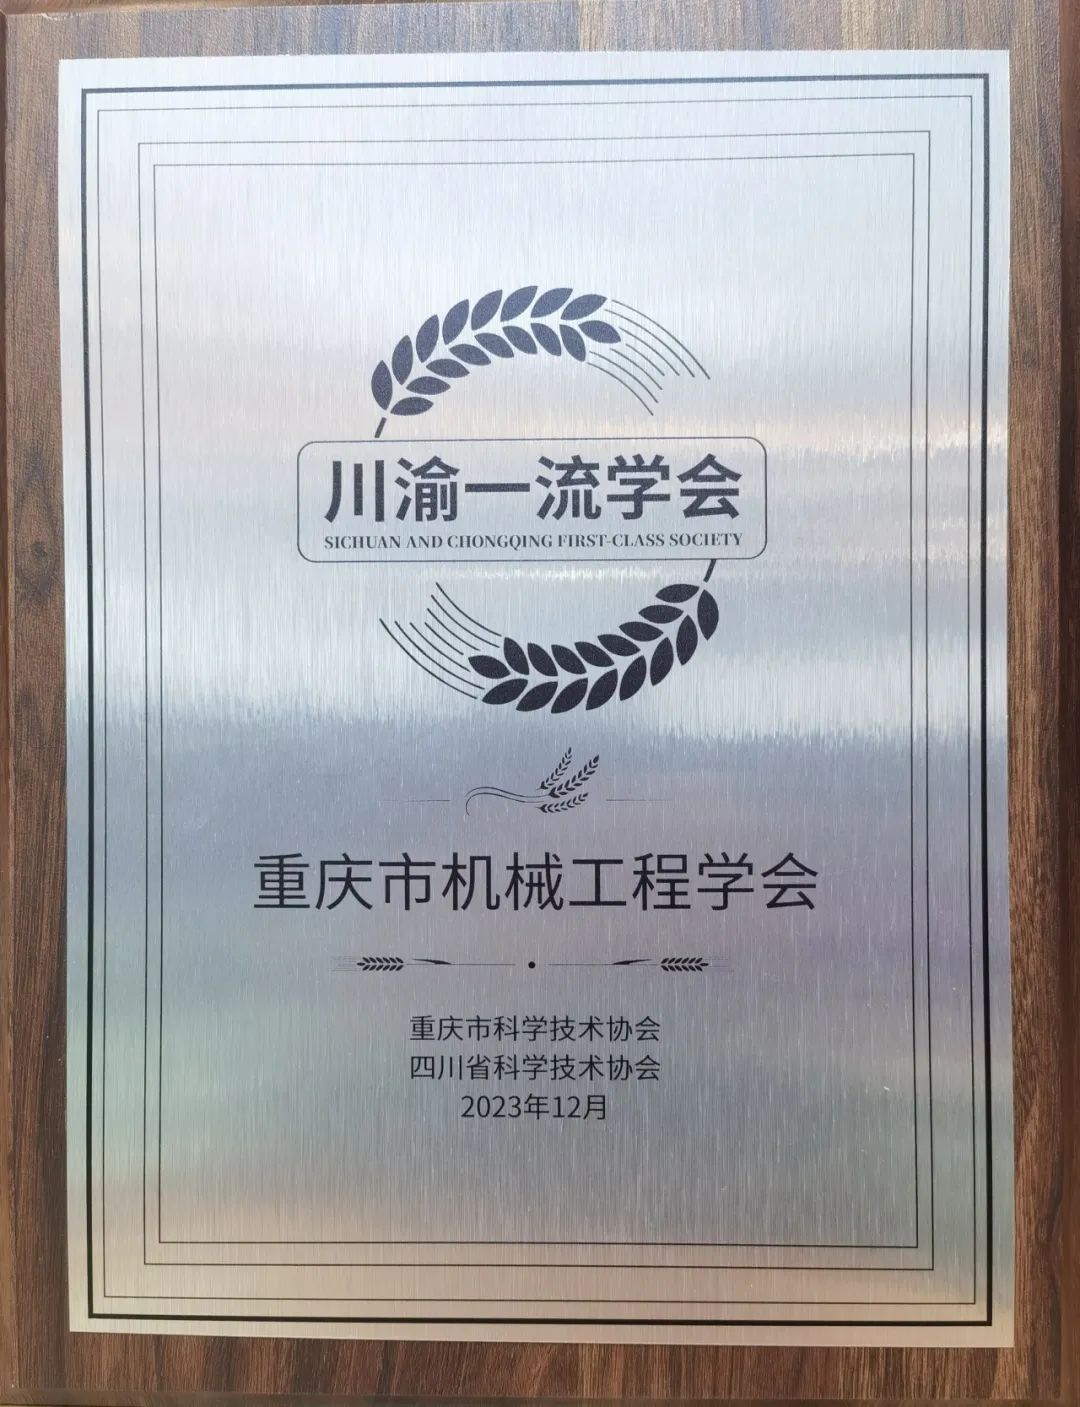 川渝一流学会
SICHUAN AND CHONGQING FIRST-CLASS SOCIETY
重庆市机械工程学会
重庆市科学技术协会
四川省科学技术协会
2023年12月